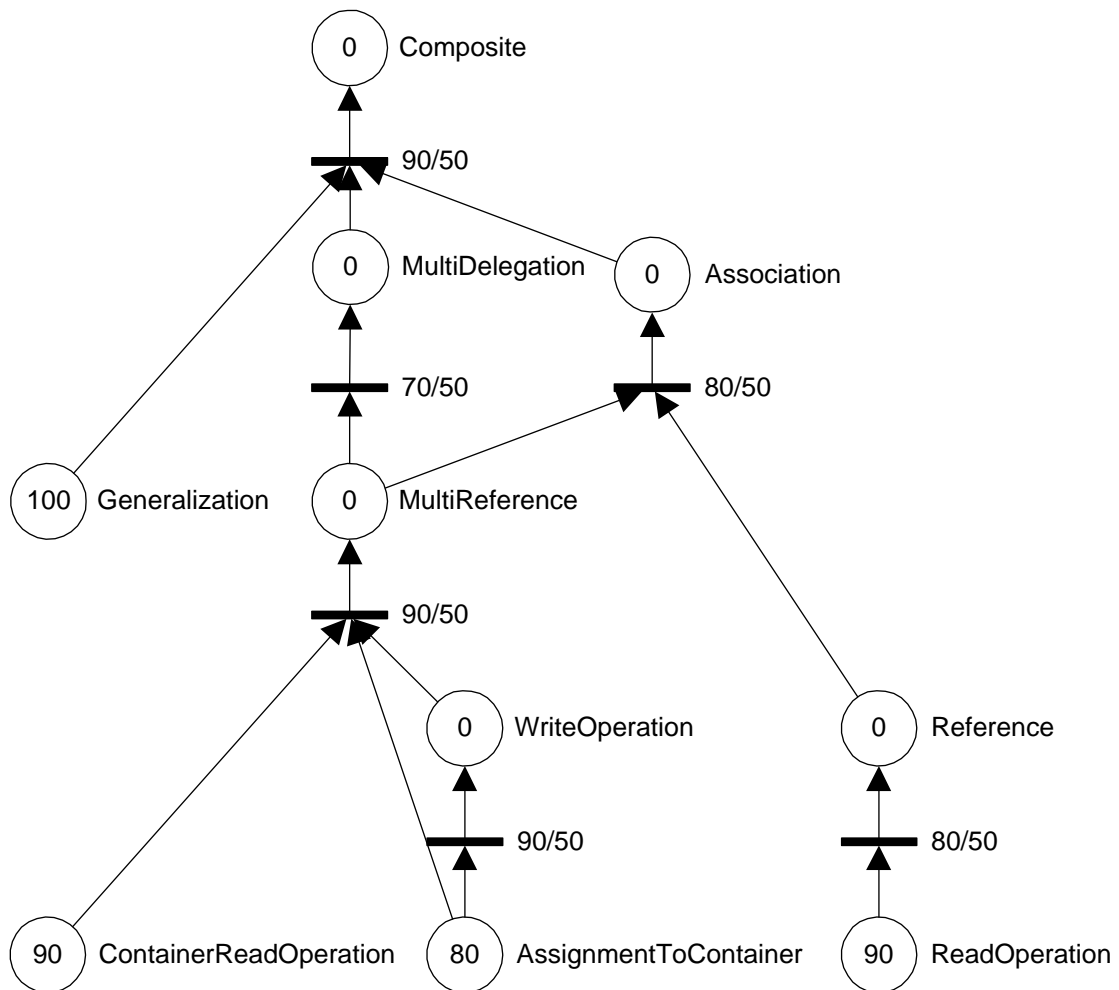 0 Composite
90/50
0 MultiDelegation
0 Association
70/50
80/50
100 Generalization
0 MultiReference
90/50
0 WriteOperation
0 Reference
90/50
80/50
90 ContainerReadOperation
80 AssignmentToContainer
90 ReadOperation